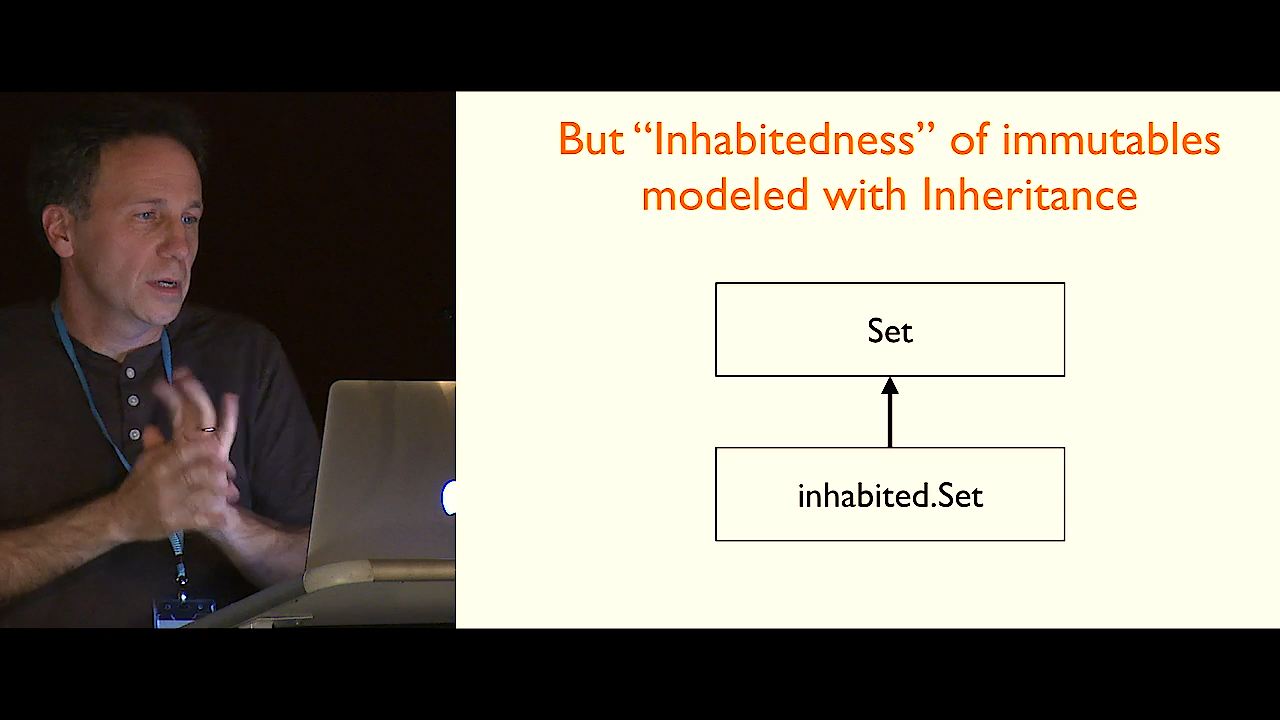 But “Inhabitedness” of immutables
modeled with Inheritance
Set
inhabited.Set